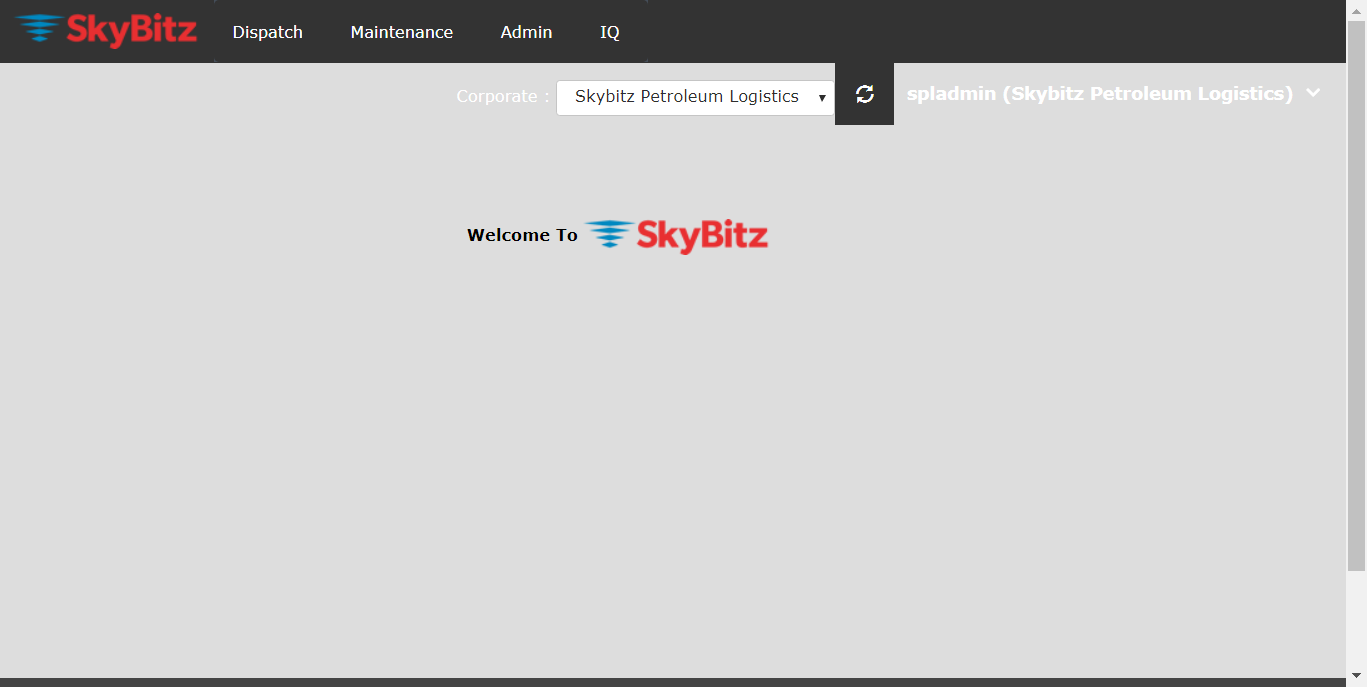 SkyBitz Dispatch Maintenance Admin IQ
Corporate : Skybitz Petroleum Logistics spladmin (Skybitz Petroleum Logistics)
Welcome To SkyBitz